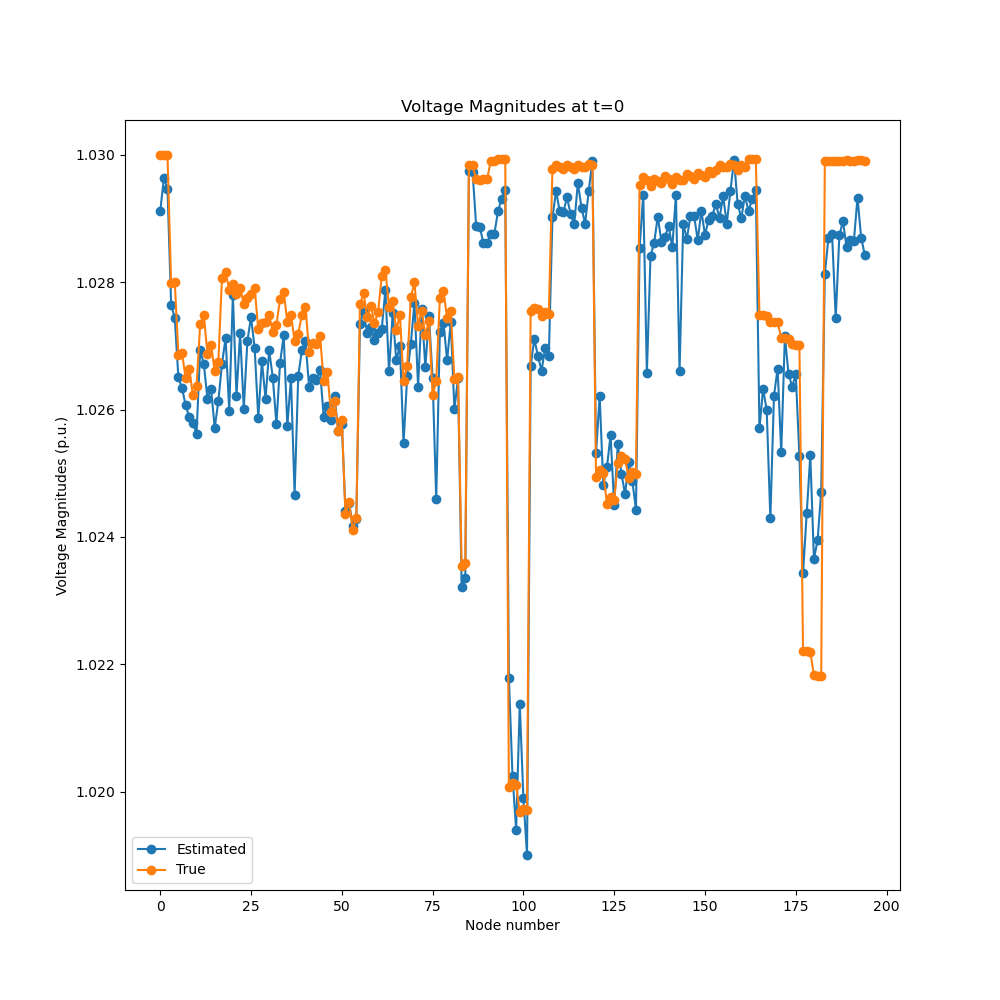 Voltage Magnitudes at t=0
Voltage Magnitudes (p.u.)
1.030
1.028
1.026
1.024
1.022
1.020
Estimated
True
0 25 50 75 100 125 150 175 200
Node number